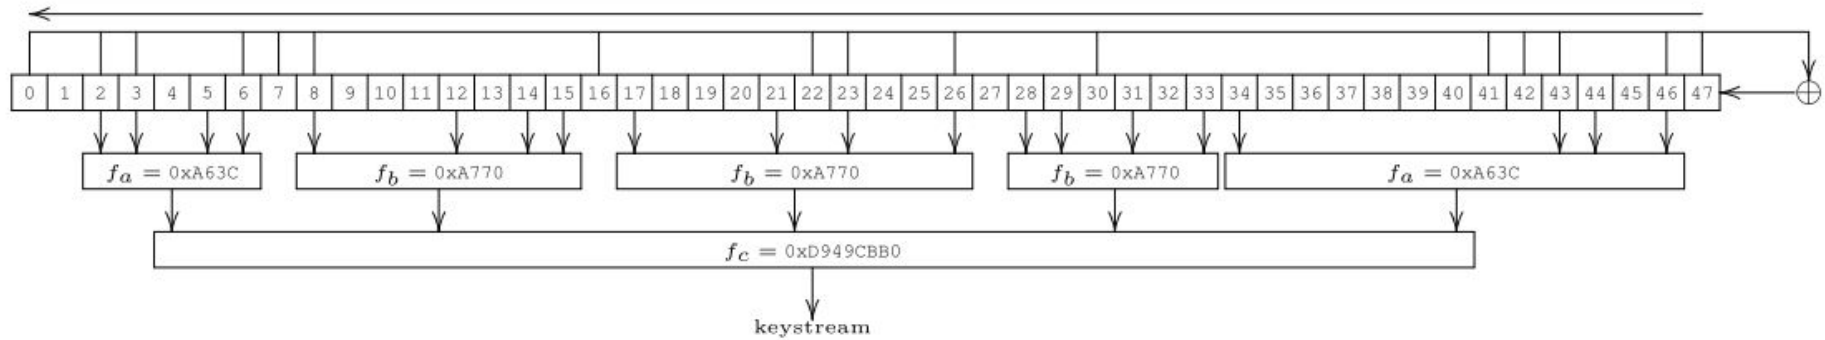 0 1 2 3 4 5 6 7 8 9 10 11 12 13 14 15 16 17 18 19 20 21 22 23 24 25 26 27 28 29 30 31 32 33 34 35 36 37 38 39 40 41 42 43 44 45 46 47
fa = 0xA63C fb = 0xA770 fb = 0xA770 fb = 0xA770 fa = 0xA63C
fc = 0xD949CBB0
keystream